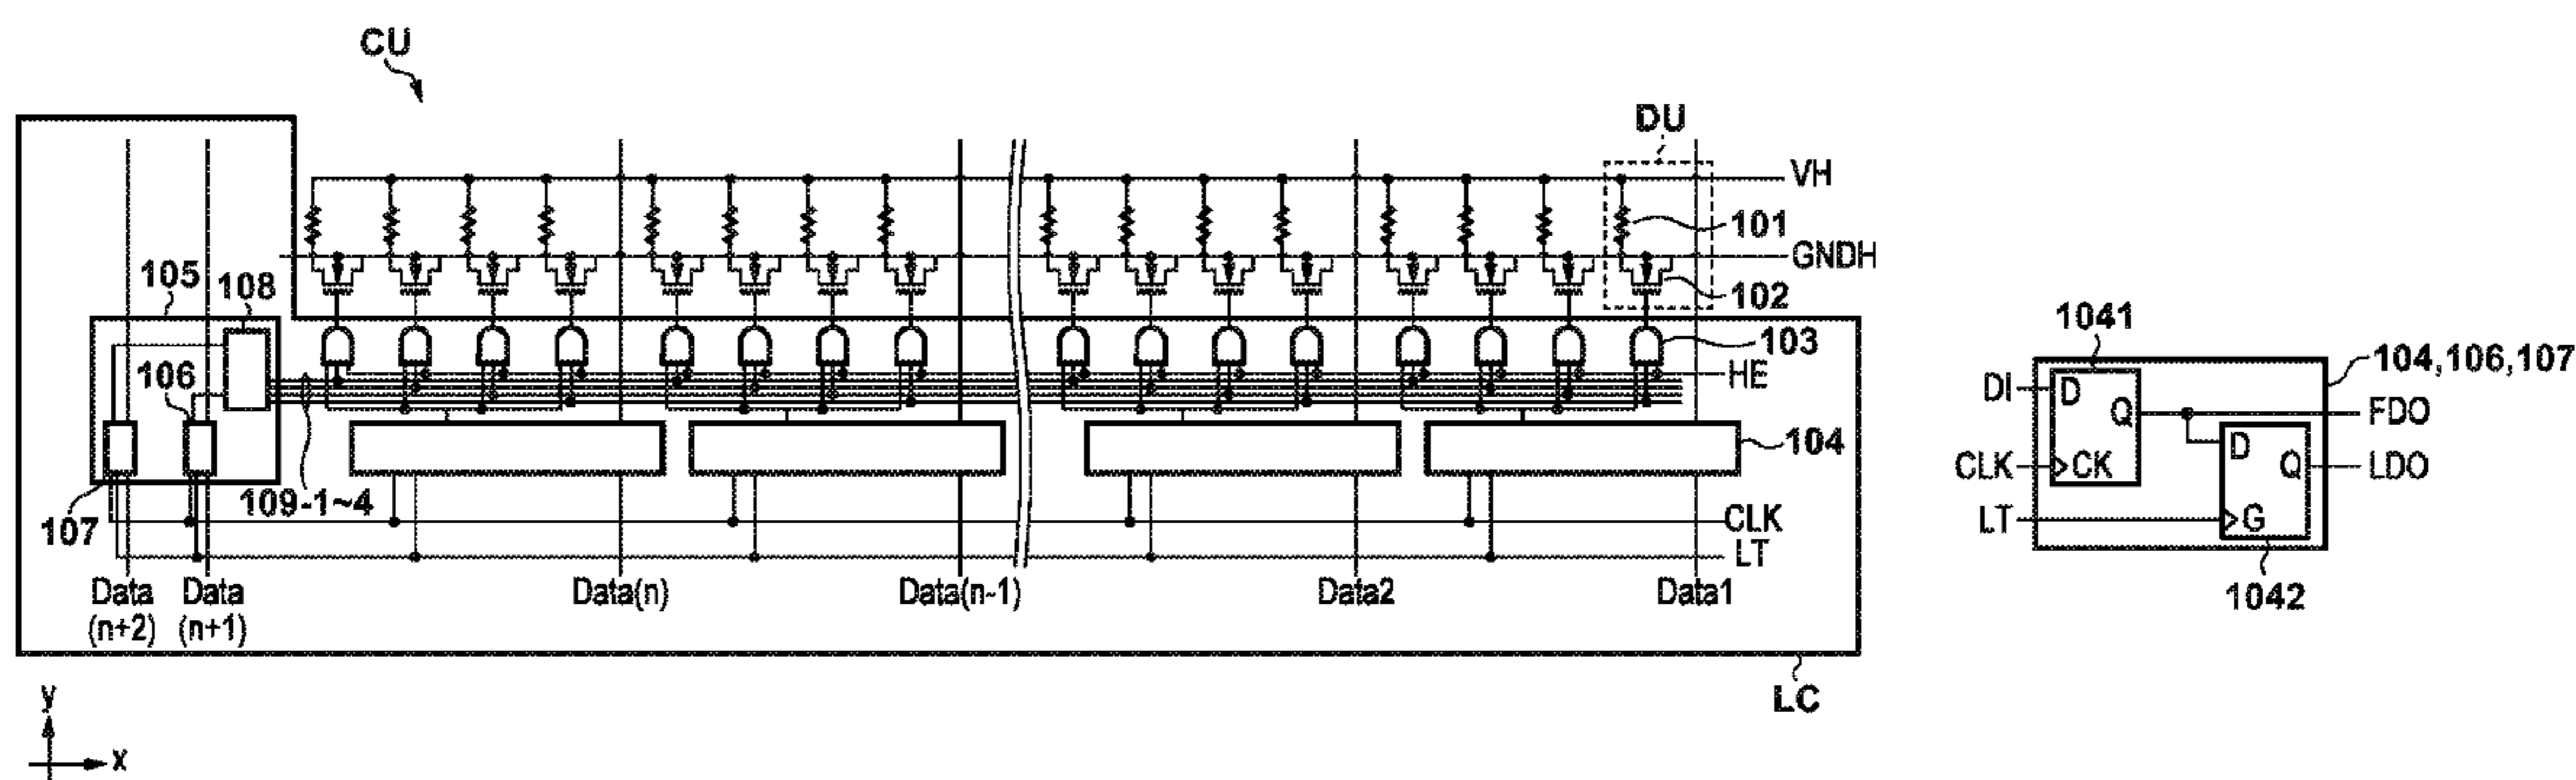 CU
DU
VH
101
GNDH
102
105
108
103
HE
106
104
107
109-1~4
CLK
LT
Data
(n+2)
Data
(n+1)
Data(n)
Data(n-1)
Data2
Data1
LC
y
x
1041
104,106,107
DI
D
Q
FDO
CLK
CK
D
Q
LDO
LT
G
1042